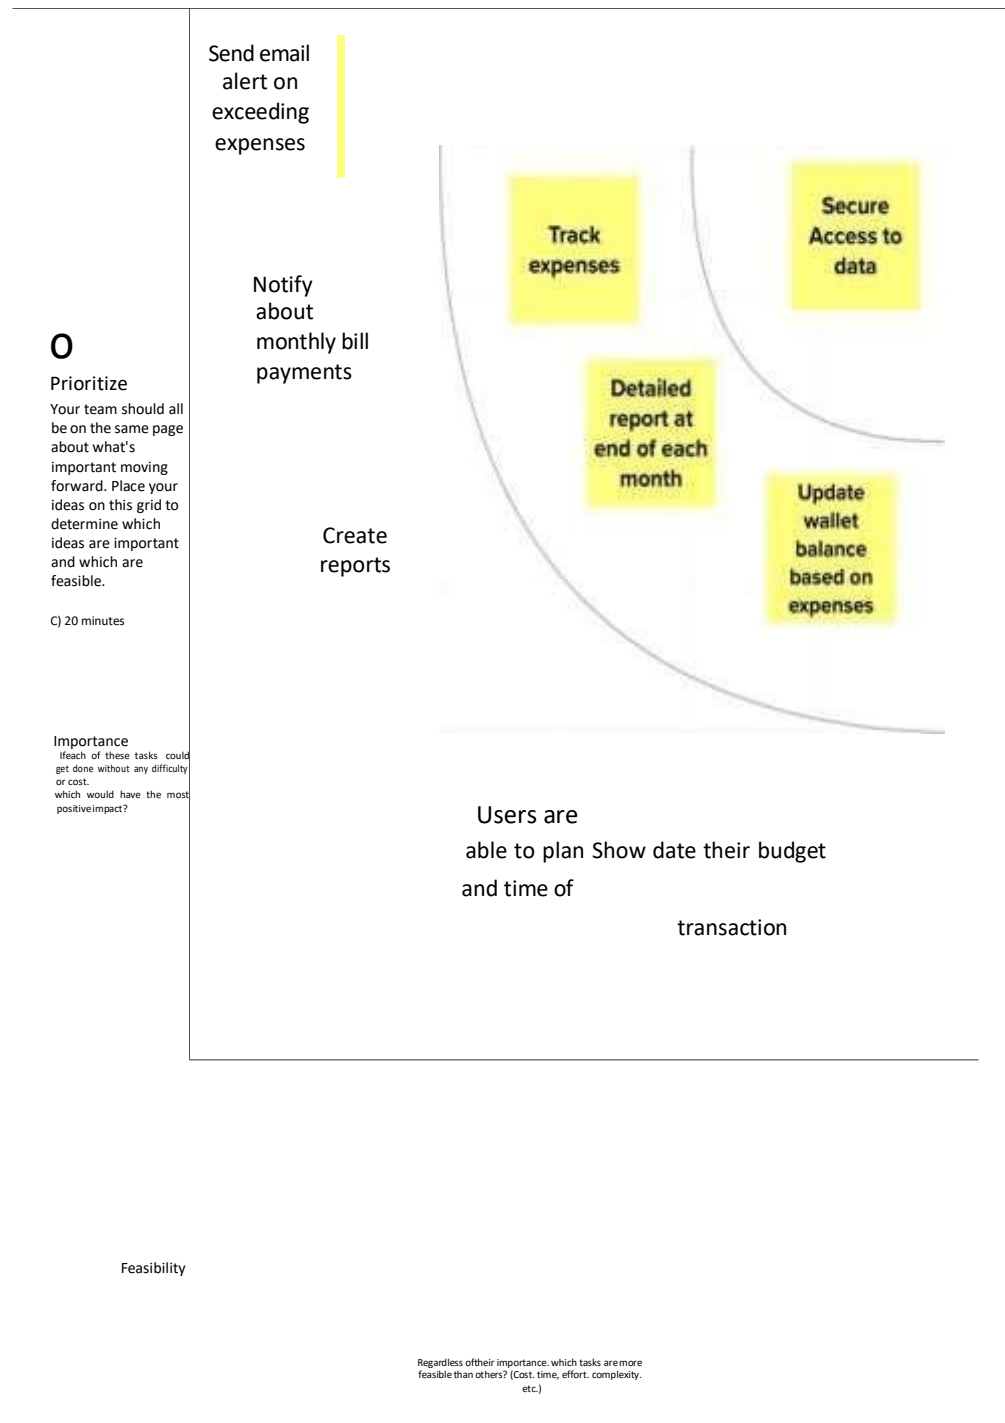 Send email
alert on
exceeding
expenses
Track
expenses
Secure
Access to
data
Notify
about
monthly bill
payments
O
Prioritize
Your team should all
be on the same page
about what's
important moving
forward. Place your
ideas on this grid to
determine which
ideas are important
and which are
feasible.
C) 20 minutes
Detailed
report at
end of each
month
Update
wallet
balance
based on
expenses
Create
reports
Importance
Ifeach of these tasks could
get done without any difficulty
or cost.
which would have the most
positive impact?
Users are
able to plan Show date their budget
and time of
transaction
Feasibility
Regardless oftheir importance. which tasks are more
feasible than others? (Cost. time, effort. complexity.
etc.)